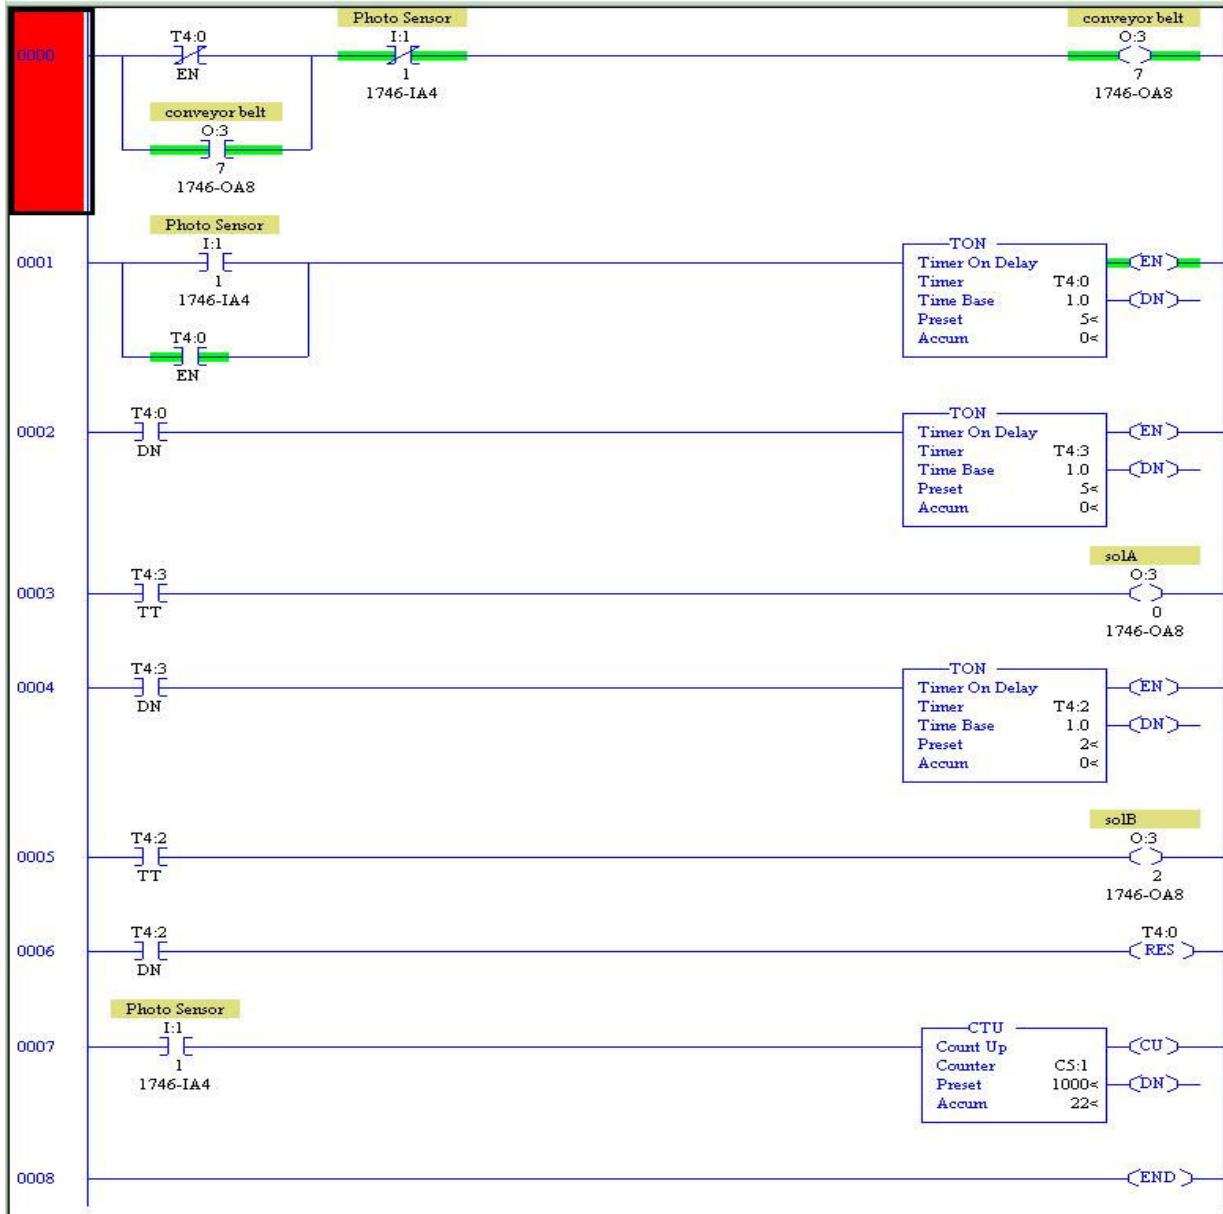 0000
T4:0
EN
Photo Sensor
I:1
1
1746-IA4
conveyor belt
O:3
7
1746-OA8
conveyor belt
O:3
7
1746-OA8
0001
Photo Sensor
I:1
1
1746-IA4
T4:0
EN
TON
Timer On Delay
Timer T4:0
Time Base 1.0
Preset 5<
Accum 0<
EN
DN
0002
T4:0
DN
TON
Timer On Delay
Timer T4:3
Time Base 1.0
Preset 5<
Accum 0<
EN
DN
0003
T4:3
TT
solA
O:3
0
1746-OA8
0004
T4:3
DN
TON
Timer On Delay
Timer T4:2
Time Base 1.0
Preset 2<
Accum 0<
EN
DN
0005
T4:2
TT
solB
O:3
2
1746-OA8
0006
T4:2
DN
T4:0
RES
0007
Photo Sensor
I:1
1
1746-IA4
CTU
Count Up
Counter C5:1
Preset 1000<
Accum 22<
CU
DN
0008
END